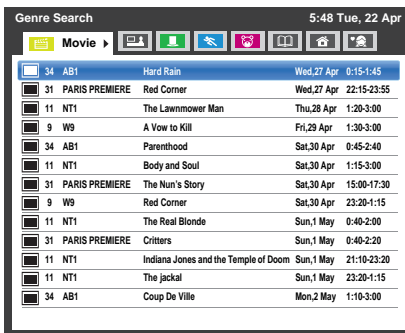 Genre Search 5:48 Tue, 22 Apr
Movie
34 AB1 Hard Rain Wed,27 Apr 0:15-1:45
31 PARIS PREMIERE Red Corner Wed,27 Apr 22:15-23:55
11 NT1 The Lawnmower Man Thu,28 Apr 1:20-3:00
9 W9 A Vow to Kill Fri,29 Apr 1:30-3:00
34 AB1 Parenthood Sat,30 Apr 0:45-2:40
11 NT1 Body and Soul Sat,30 Apr 1:15-3:00
31 PARIS PREMIERE The Nun's Story Sat,30 Apr 15:00-17:30
9 W9 Red Corner Sat,30 Apr 23:20-1:15
11 NT1 The Real Blonde Sun,1 May 0:40-2:00
31 PARIS PREMIERE Critters Sun,1 May 0:40-2:20
11 NT1 Indiana Jones and the Temple of Doom Sun,1 May 21:10-23:20
11 NT1 The jackal Sun,1 May 23:20-1:15
34 AB1 Coup De Ville Mon,2 May 1:10-3:00